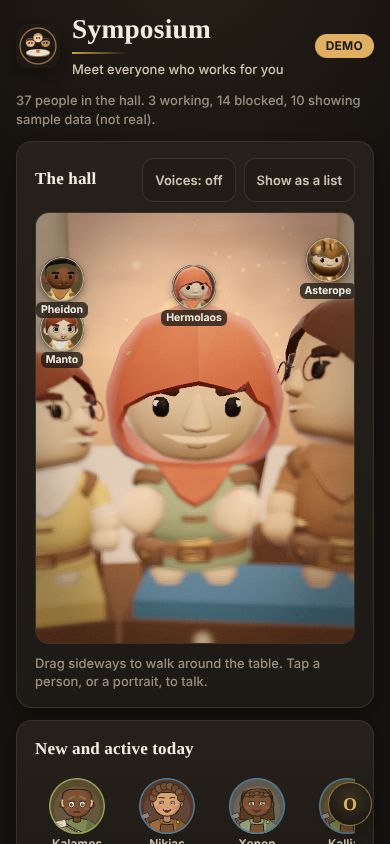 Symposium
Meet everyone who works for you
DEMO
37 people in the hall. 3 working, 14 blocked, 10 showing
sample data (not real).
The hall
Voices: off
Show as a list
Asterope
Pheidon
Hermolaos
Manto
Drag sideways to walk around the table. Tap a
person, or a portrait, to talk.
New and active today
O
Kalamos
Nikias
Xenon